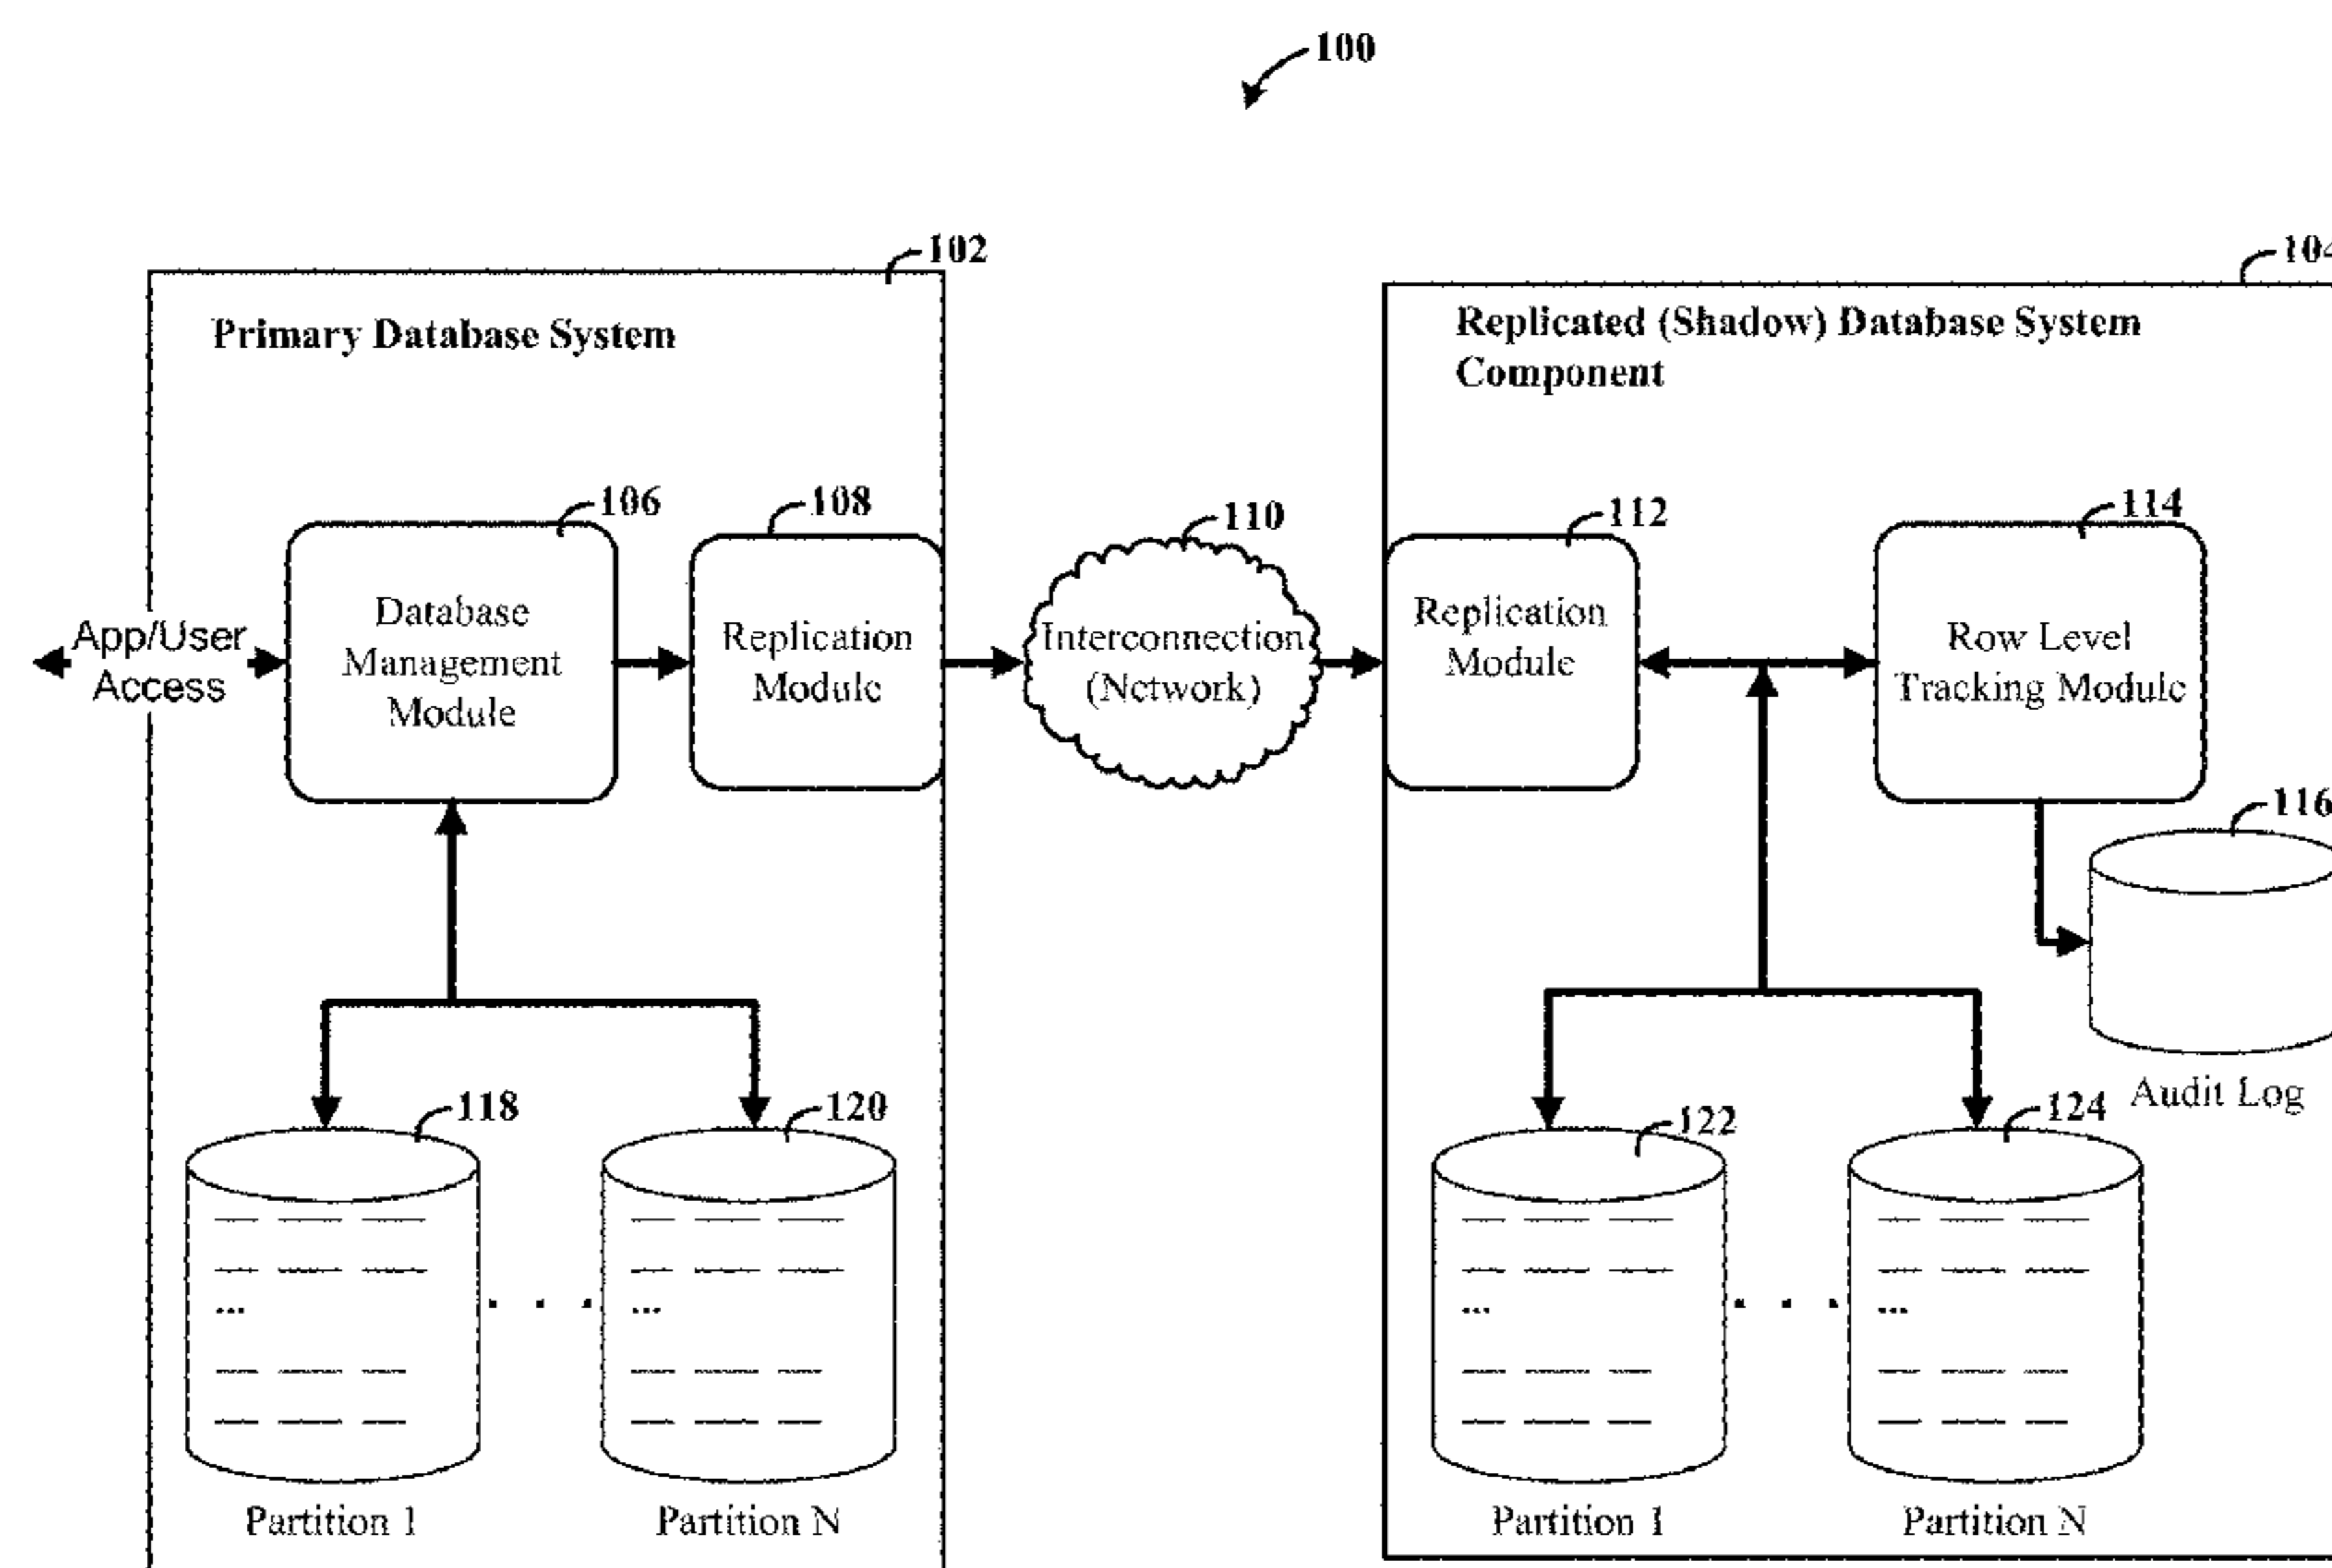 100
102
104
Primary Database System
Replicated (Shadow) Database System
Component
106
108
110
112
114
App/User
Access
Database
Management
Module
Replication
Module
Interconnection
(Network)
Replication
Module
Row Level
Tracking Module
116
Audit Log
118
120
122
124
...
...
...
...
Partition 1
Partition N
Partition 1
Partition N